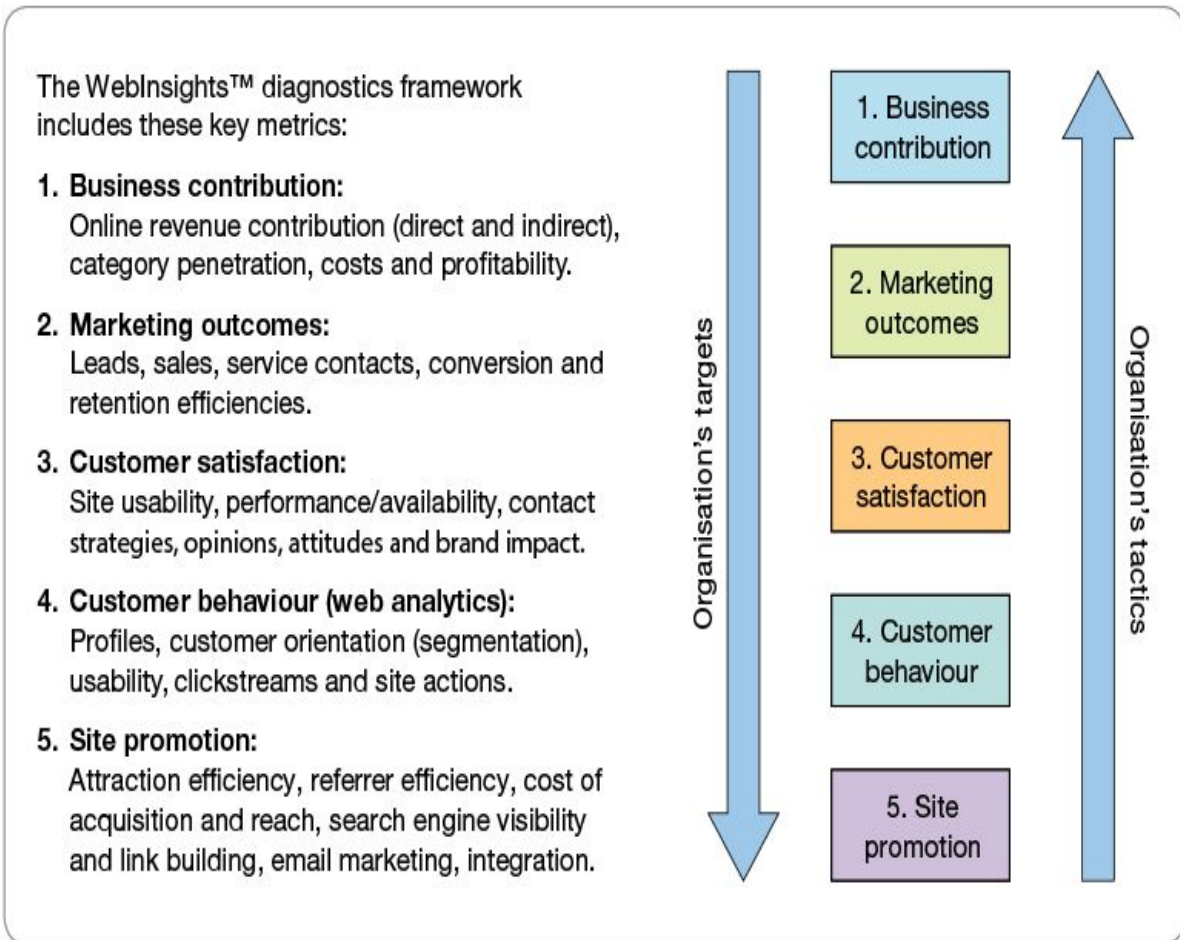 The WebInsights™ diagnostics framework
includes these key metrics:
1. Business contribution:
Online revenue contribution (direct and indirect),
category penetration, costs and profitability.
2. Marketing outcomes:
Leads, sales, service contacts, conversion and
retention efficiencies.
3. Customer satisfaction:
Site usability, performance/availability, contact
strategies, opinions, attitudes and brand impact.
4. Customer behaviour (web analytics):
Profiles, customer orientation (segmentation),
usability, clickstreams and site actions.
5. Site promotion:
Attraction efficiency, referrer efficiency, cost of
acquisition and reach, search engine visibility
and link building, email marketing, integration.
Organisation's targets
1. Business
contribution
2. Marketing
outcomes
3. Customer
satisfaction
4. Customer
behaviour
5. Site
promotion
Organisation's tactics